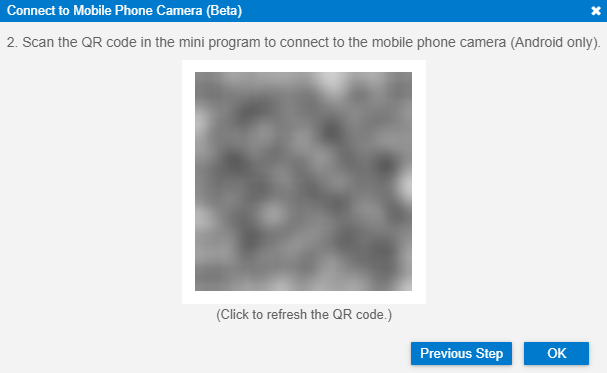 Connect to Mobile Phone Camera (Beta)
2. Scan the QR code in the mini program to connect to the mobile phone camera (Android only).
(Click to refresh the QR code.)
Previous Step
OK